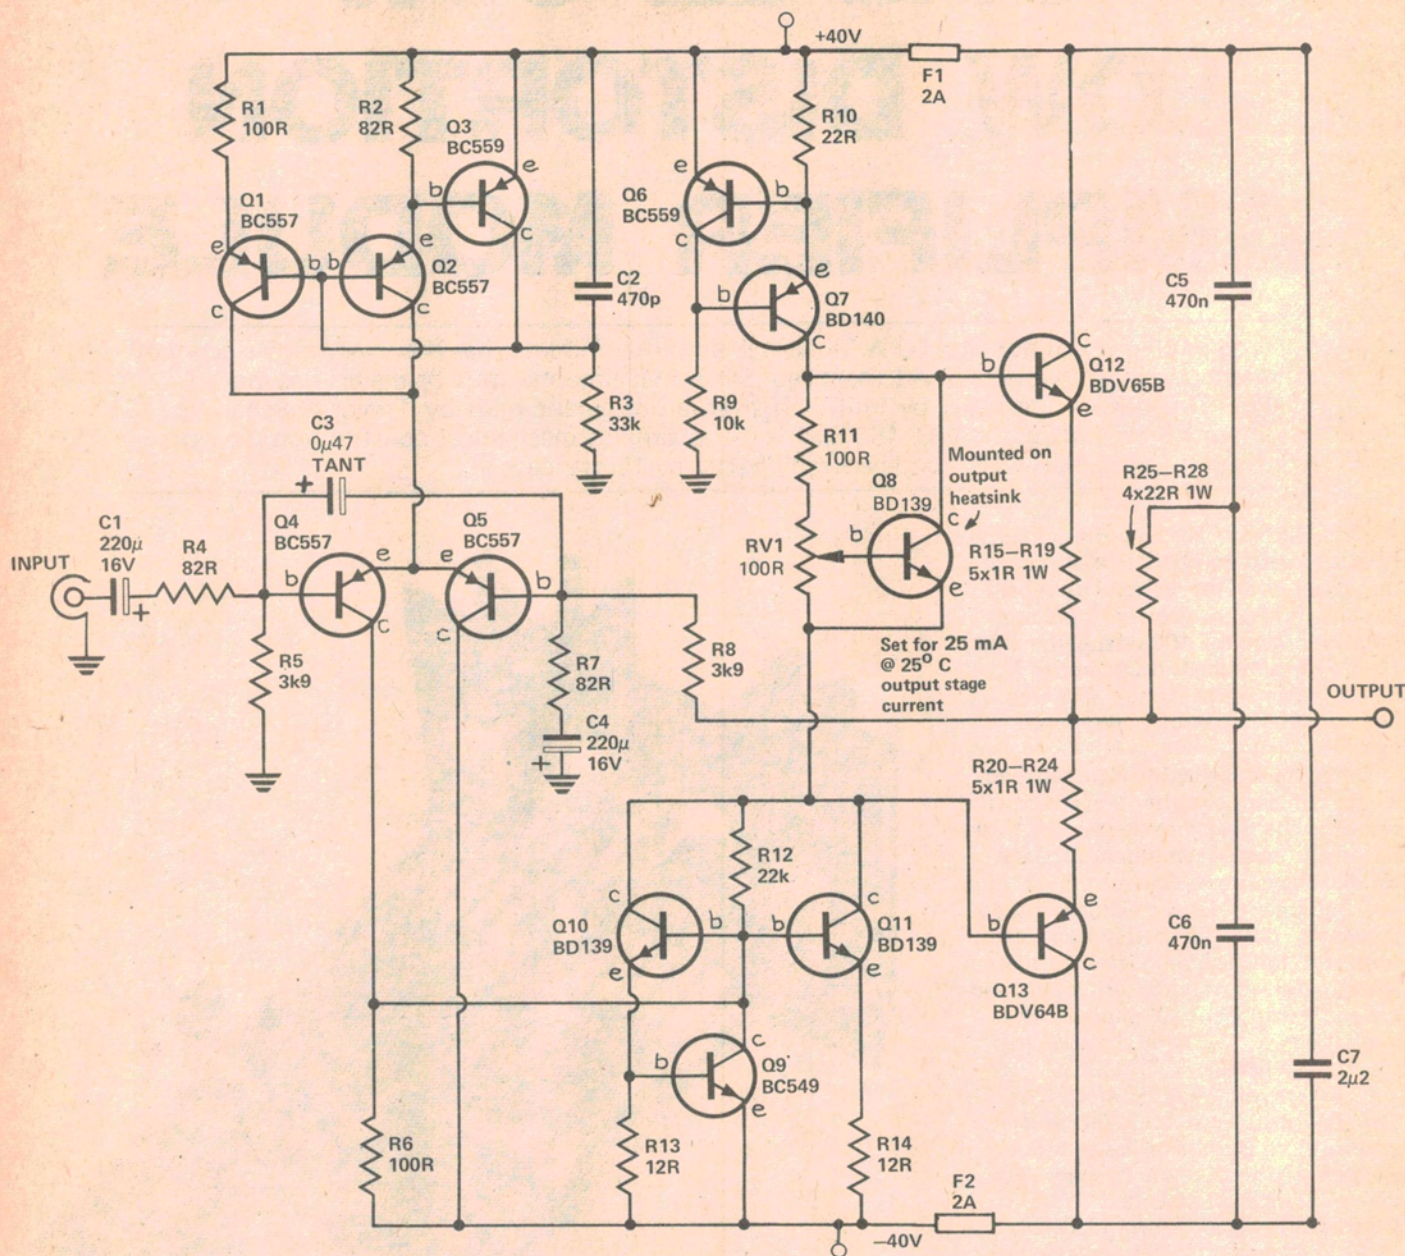 +40V
F1
2A
R1
100R
R2
82R
Q3
BC559
e
b
c
R10
22R
Q6
BC559
e
b
c
Q1
BC557
e
b
c
b
e
Q2
BC557
c
C2
470p
b
e
Q7
BD140
c
C5
470n
b
c
Q12
BDV65B
e
R3
33k
R9
10k
R11
100R
Mounted on
output
heatsink
C3
0μ47
TANT
+
Q8
BD139
c
b
e
R25–R28
4x22R 1W
INPUT
C1
220μ
16V
+
R4
82R
Q4
BC557
b
e
c
Q5
BC557
e
b
c
RV1
100R
R15–R19
5x1R 1W
R5
3k9
R7
82R
R8
3k9
Set for 25 mA
@ 25° C
output stage
current
C4
220μ
16V
+
OUTPUT
R20–R24
5x1R 1W
R12
22k
Q10
BD139
c
b
e
b
c
Q11
BD139
e
b
e
c
Q13
BDV64B
C6
470n
b
c
Q9
BC549
e
C7
2μ2
R6
100R
R13
12R
R14
12R
F2
2A
–40V